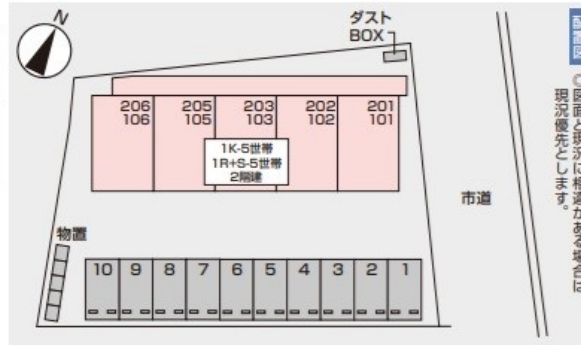 N
ダスト
BOX
配置図
◎図面と現況に相違がある場合は
現況優先とします。
206 205 203 202 201
106 105 103 102 101
1K-5世帯
1R+S-5世帯
2階建
市道
物置
10 9 8 7 6 5 4 3 2 1